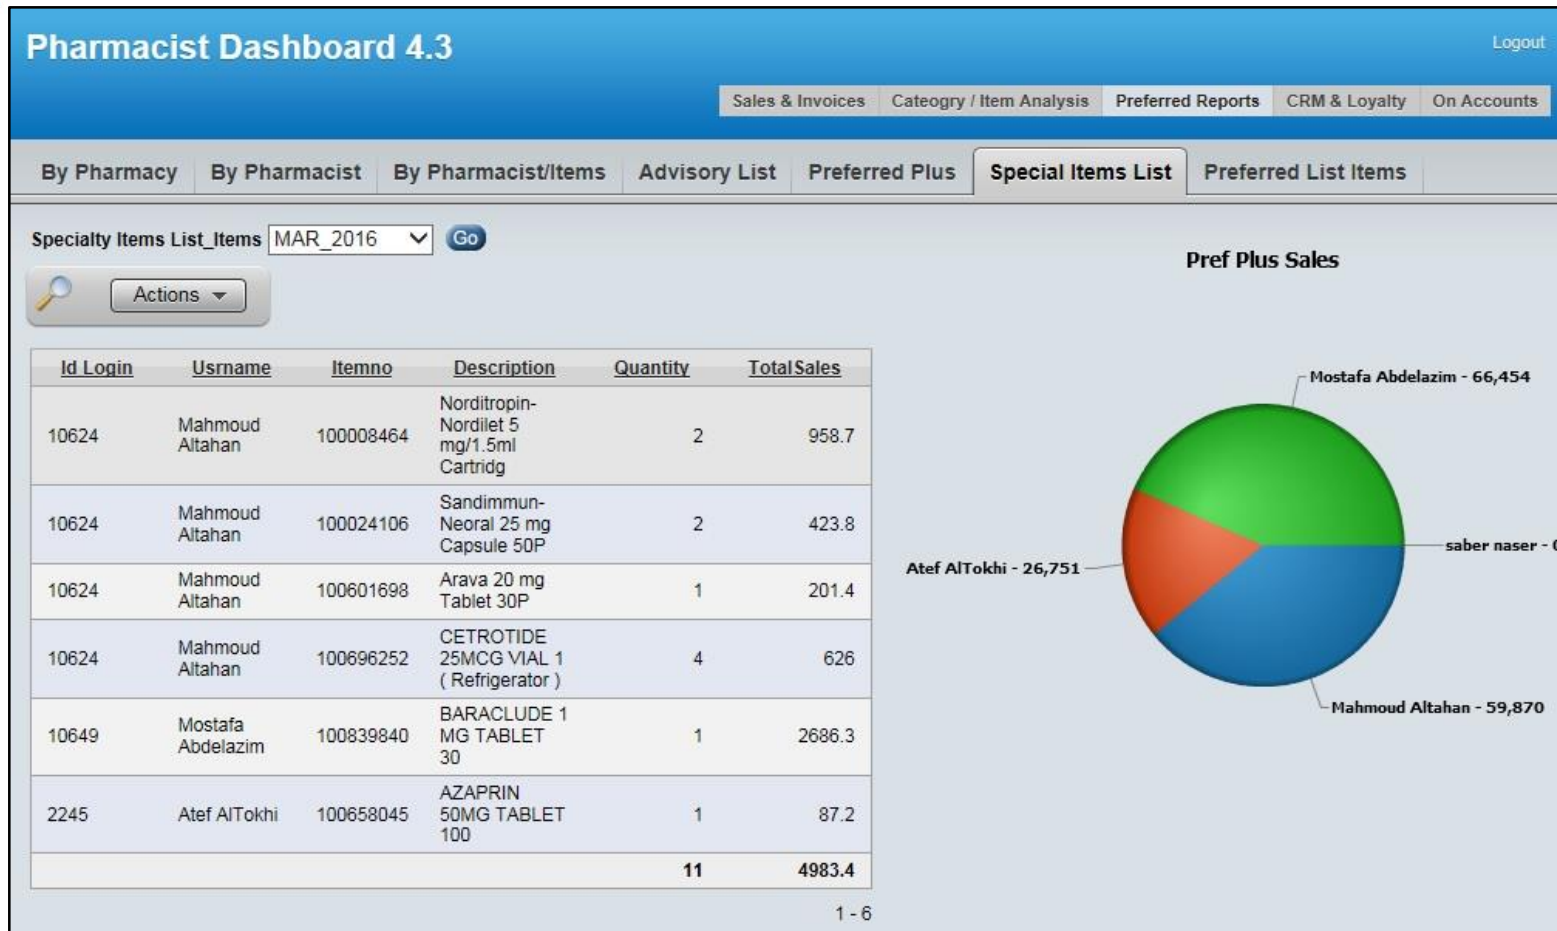 Pharmacist Dashboard 4.3
Logout
Sales & Invoices Cateogry / Item Analysis Preferred Reports CRM & Loyalty On Accounts
By Pharmacy By Pharmacist By Pharmacist/Items Advisory List Preferred Plus Special Items List Preferred List Items
Specialty Items List_Items MAR_2016 Go
Actions
Id Login Usrname Itemno Description Quantity TotalSales
10624 Mahmoud Altahan 100008464 Norditropin-Nordilet 5 mg/1.5ml Cartridg 2 958.7
10624 Mahmoud Altahan 100024106 Sandimmun-Neoral 25 mg Capsule 50P 2 423.8
10624 Mahmoud Altahan 100601698 Arava 20 mg Tablet 30P 1 201.4
10624 Mahmoud Altahan 100696252 CETROTIDE 25MCG VIAL 1 ( Refrigerator ) 4 626
10649 Mostafa Abdelazim 100839840 BARACLUDE 1 MG TABLET 30 1 2686.3
2245 Atef AlTokhi 100658045 AZAPRIN 50MG TABLET 100 1 87.2
11 4983.4
1 - 6
Pref Plus Sales
Mostafa Abdelazim - 66,454
saber naser -
Atef AlTokhi - 26,751
Mahmoud Altahan - 59,870